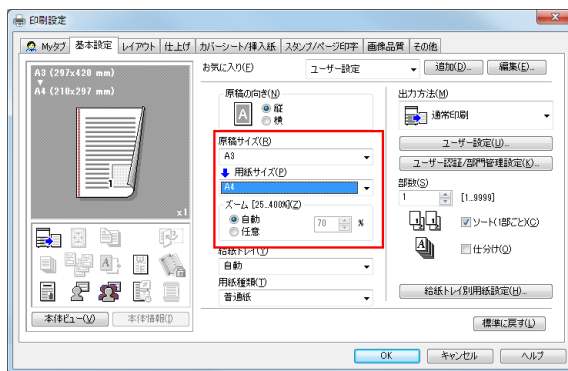 印刷設定
Myタブ 基本設定 レイアウト 仕上げ カバーシート/挿入紙 スタンプ/ページ印字 画像品質 その他
A3 (297x420 mm)
A4 (210x297 mm)
1
x1
本体ビュー(V) 本体情報(I)
お気に入り(F) ユーザー設定 追加(D)... 編集(E)...
原稿の向き(N)
A
縦
横
原稿サイズ(R)
A3
用紙サイズ(P)
A4
ズーム [25..400%](Z)
自動
任意
70 %
給紙トレイ(Y)
自動
用紙種類(T)
普通紙
出力方法(M)
通常印刷
ユーザー設定(U)...
ユーザー認証/部門管理設定(K)...
部数(S)
1 [1..9999]
ソート(1部ごと)(C)
仕分け(O)
給紙トレイ別用紙設定(H)...
標準に戻す(L)
OK キャンセル ヘルプ